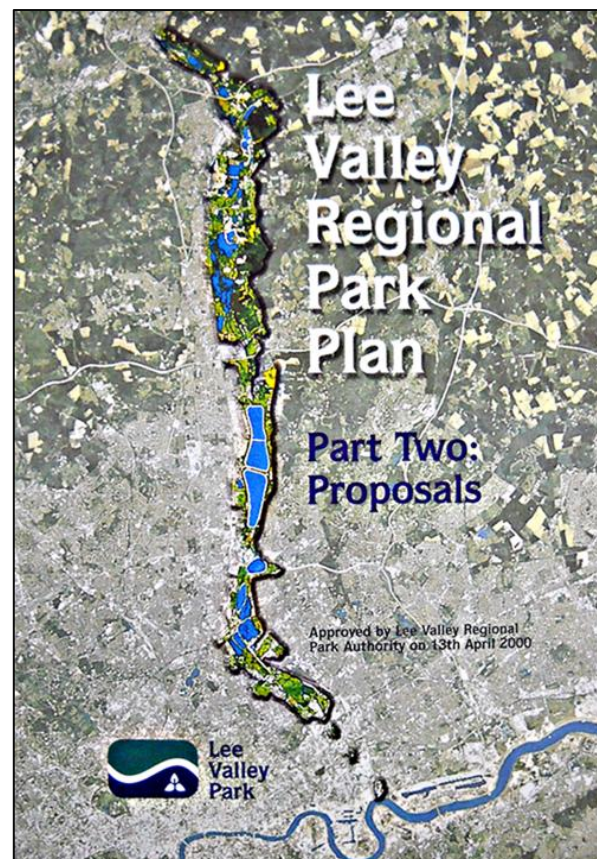 Lee
Valley
Regional
Park
Plan
Part Two:
Proposals
Approved by Lee Valley Regional
Park Authority on 13th April 2000
Lee
Valley
Park